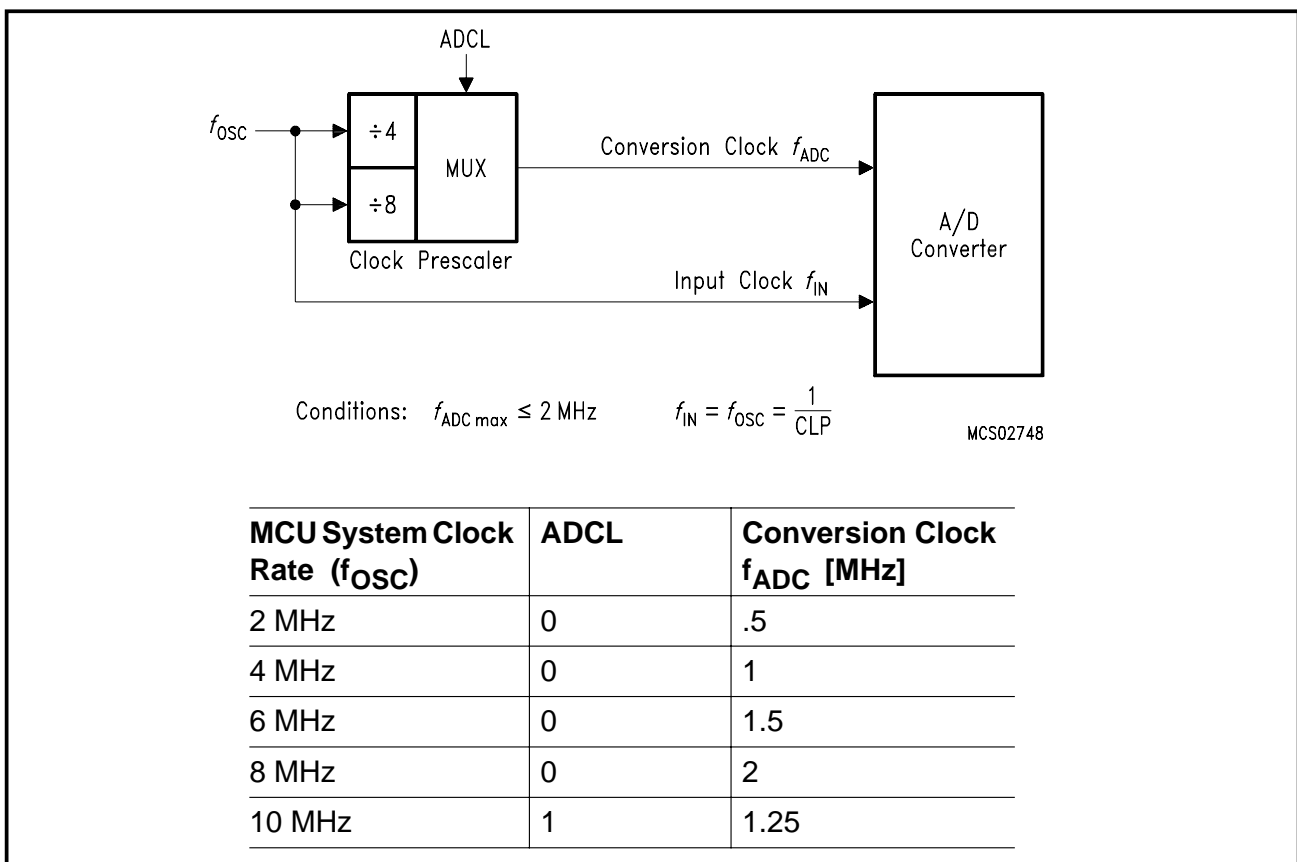 ADCL
fOSC
÷4
MUX
÷8
Clock Prescaler
Conversion Clock fADC
Input Clock fIN
A/D
Converter
Conditions: fADC max ≤ 2 MHz fIN = fOSC = 1/CLP
MCS02748
MCU System Clock Rate (fOSC) | ADCL | Conversion Clock fADC [MHz]
2 MHz | 0 | .5
4 MHz | 0 | 1
6 MHz | 0 | 1.5
8 MHz | 0 | 2
10 MHz | 1 | 1.25